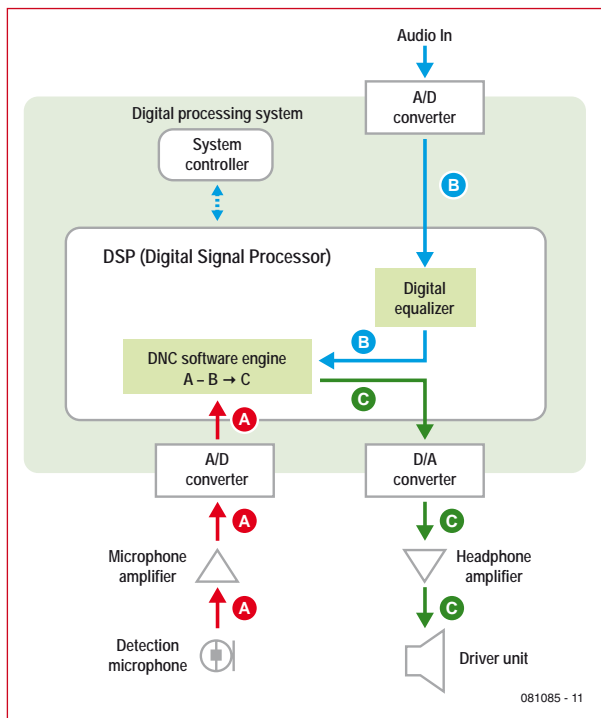 Audio In
A/D
converter
Digital processing system
System
controller
B
DSP (Digital Signal Processor)
Digital
equalizer
B
DNC software engine
A – B → C
C
A
A/D
converter
D/A
converter
A
C
Microphone
amplifier
Headphone
amplifier
A
C
Detection
microphone
Driver unit
081085 - 11